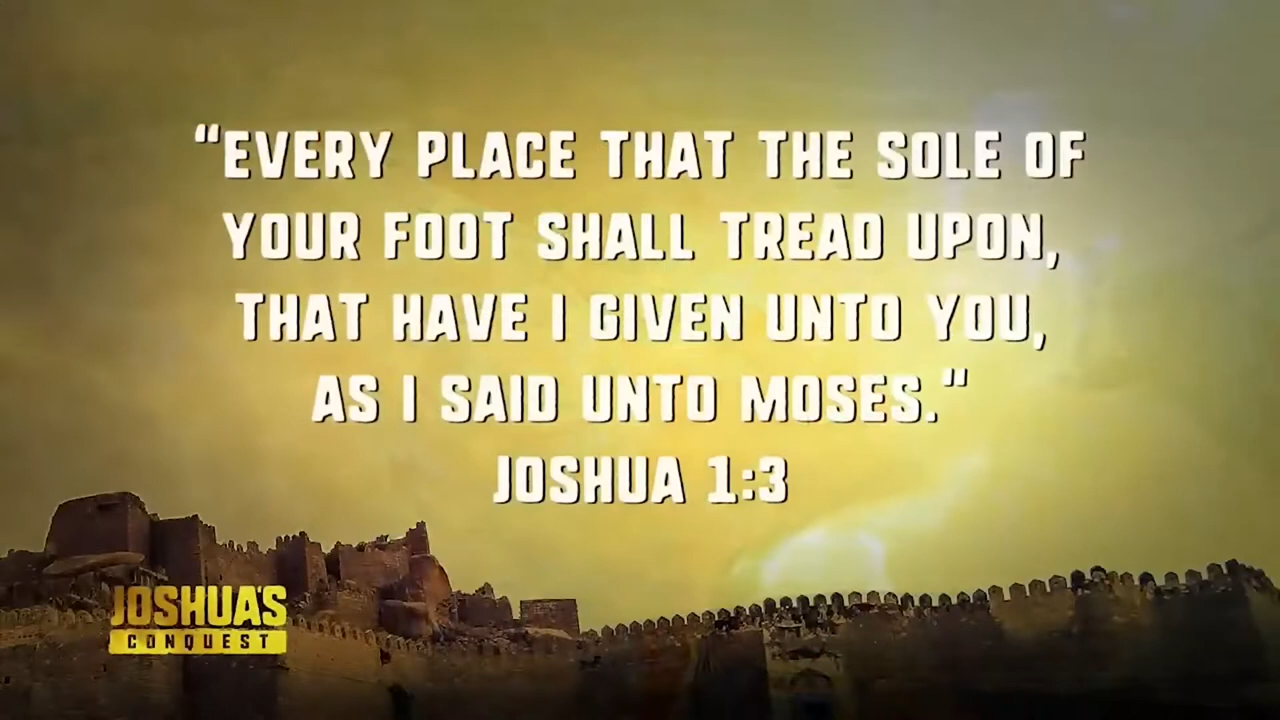 “EVERY PLACE THAT THE SOLE OF
YOUR FOOT SHALL TREAD UPON,
THAT HAVE I GIVEN UNTO YOU,
AS I SAID UNTO MOSES."
JOSHUA 1:3
JOSHUA'S
CONQUEST